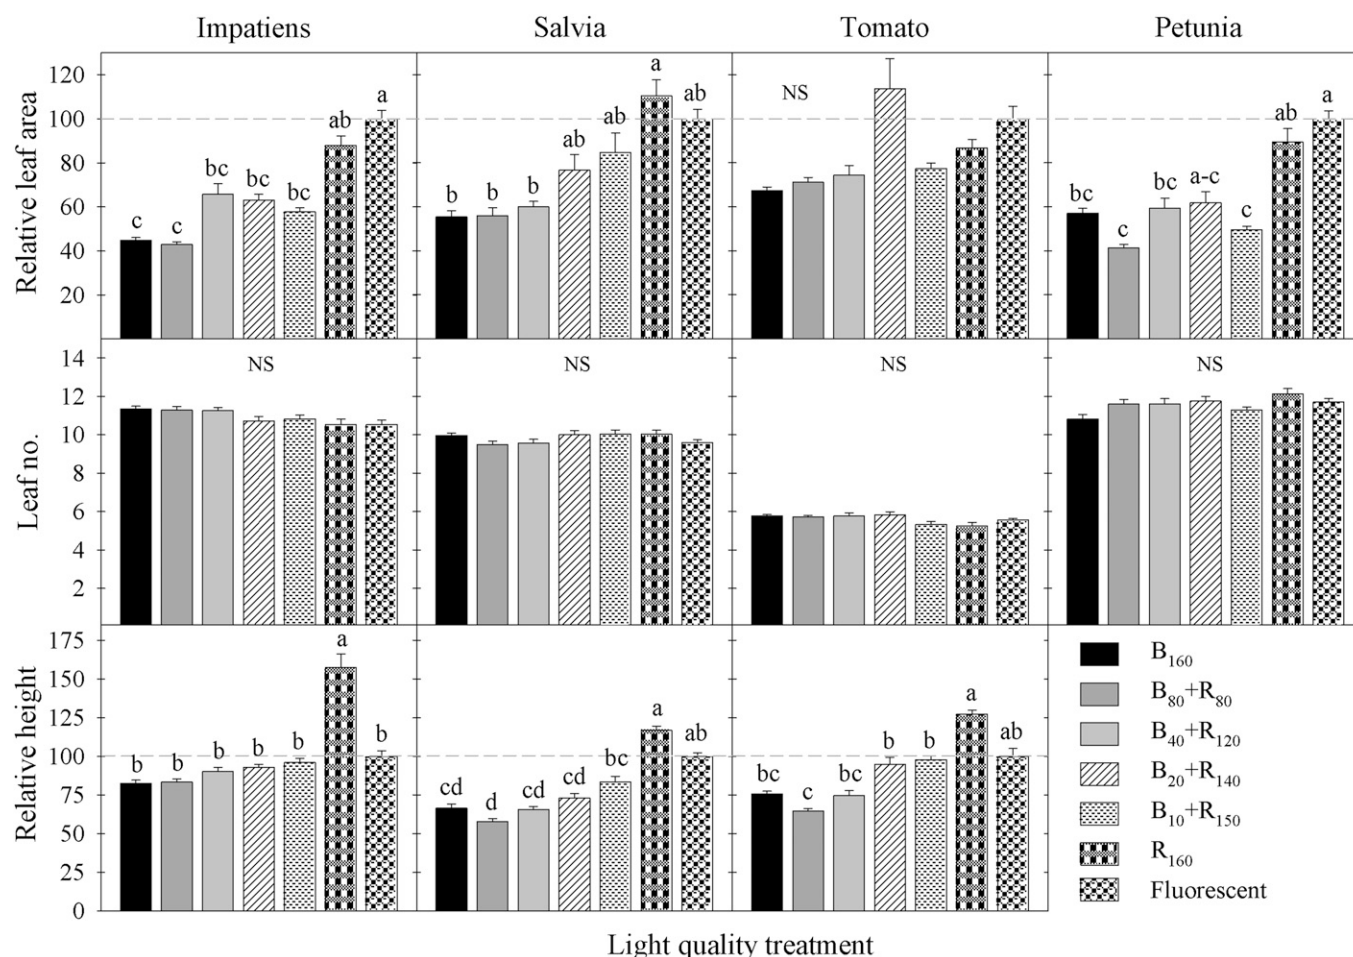 Impatiens Salvia Tomato Petunia
Relative leaf area
120
100
80
60
40
20
c c bc bc bc ab a
b b b ab ab a ab
NS
bc c bc a-c c ab a
Leaf no.
14
12
10
8
6
4
2
NS NS NS NS
Relative height
175
150
125
100
75
50
25
0
b b b b b a b
cd d cd cd bc a ab
bc c bc b b a ab
B₁₆₀
B₈₀+R₈₀
B₄₀+R₁₂₀
B₂₀+R₁₄₀
B₁₀+R₁₅₀
R₁₆₀
Fluorescent
Light quality treatment